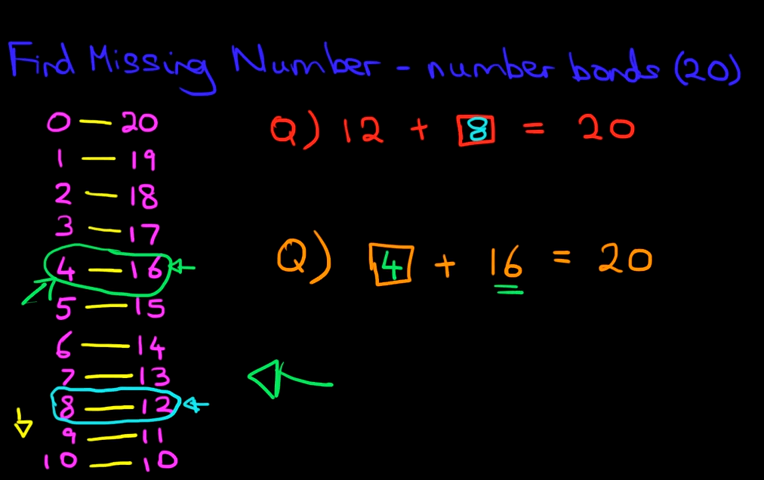 Find Missing Number - number bonds (20)
0 — 20
1 — 19
2 — 18
3 — 17
4 — 16
5 — 15
6 — 14
7 — 13
8 — 12
9 — 11
10 — 10
Q) 12 + 8 = 20
Q) 4 + 16 = 20